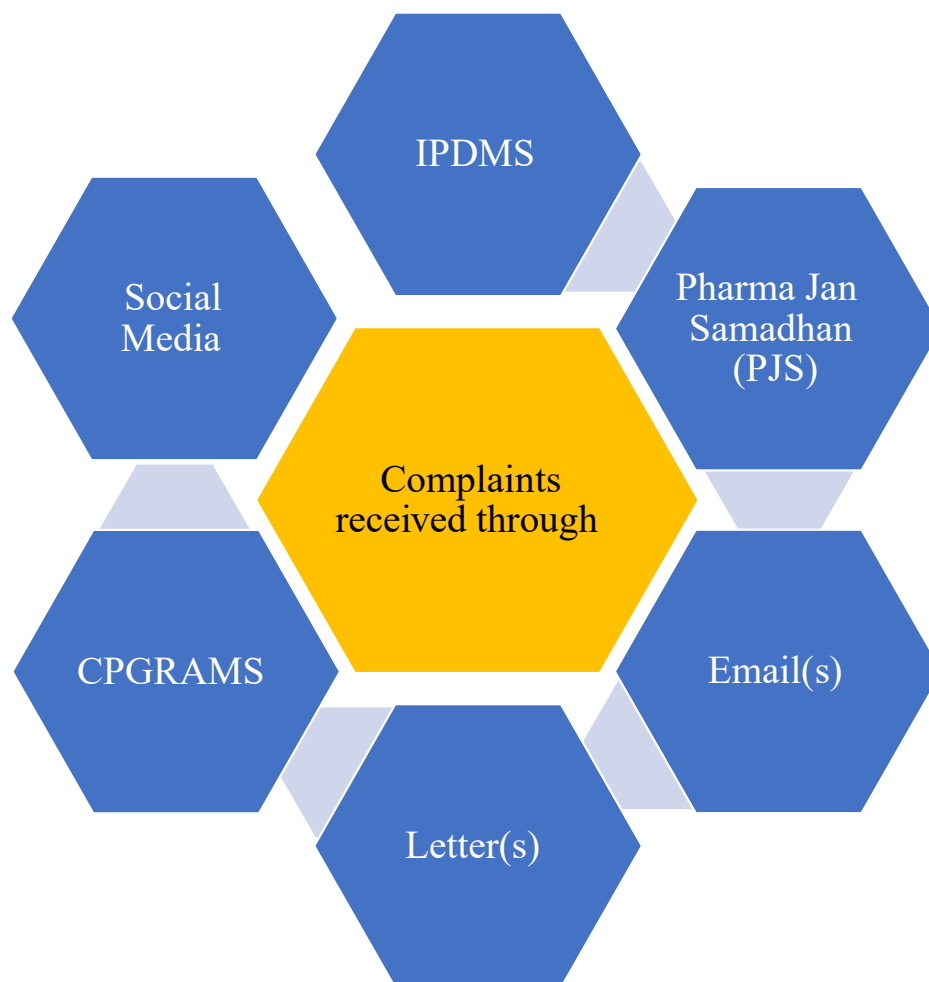 IPDMS
Pharma Jan
Samadhan
(PJS)
Social
Media
Complaints
received through
CPGRAMS
Email(s)
Letter(s)